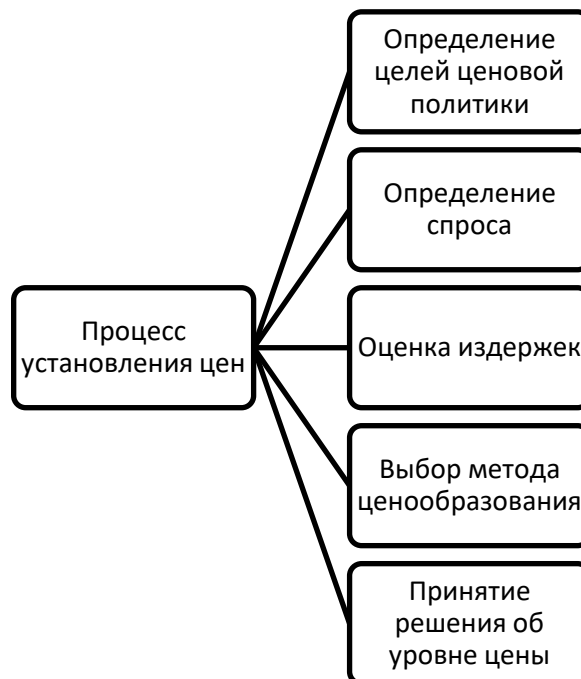 Определение
целей ценовой
политики
Определение
спроса
Процесс
установления цен
Оценка издержек
Выбор метода
ценообразования
Принятие
решения об
уровне цены